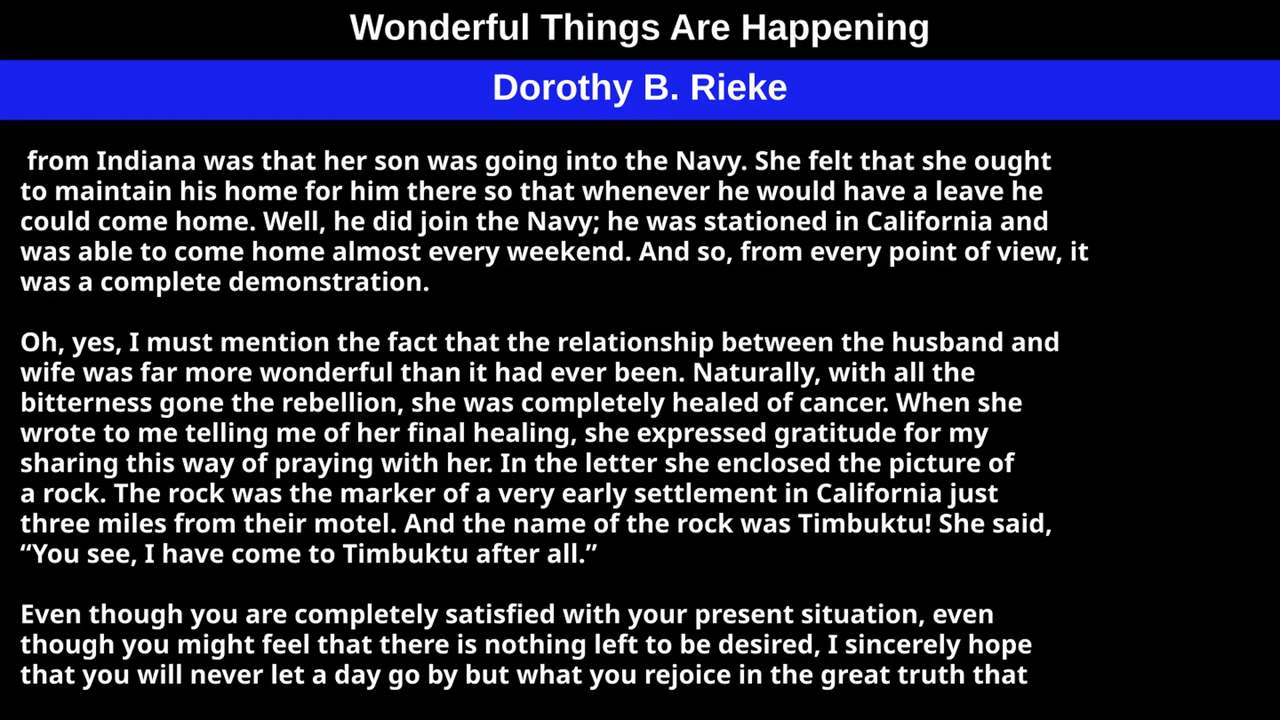 Wonderful Things Are Happening
Dorothy B. Rieke
from Indiana was that her son was going into the Navy. She felt that she ought
to maintain his home for him there so that whenever he would have a leave he
could come home. Well, he did join the Navy; he was stationed in California and
was able to come home almost every weekend. And so, from every point of view, it
was a complete demonstration.
Oh, yes, I must mention the fact that the relationship between the husband and
wife was far more wonderful than it had ever been. Naturally, with all the
bitterness gone the rebellion, she was completely healed of cancer. When she
wrote to me telling me of her final healing, she expressed gratitude for my
sharing this way of praying with her. In the letter she enclosed the picture of
a rock. The rock was the marker of a very early settlement in California just
three miles from their motel. And the name of the rock was Timbuktu! She said,
“You see, I have come to Timbuktu after all.”
Even though you are completely satisfied with your present situation, even
though you might feel that there is nothing left to be desired, I sincerely hope
that you will never let a day go by but what you rejoice in the great truth that